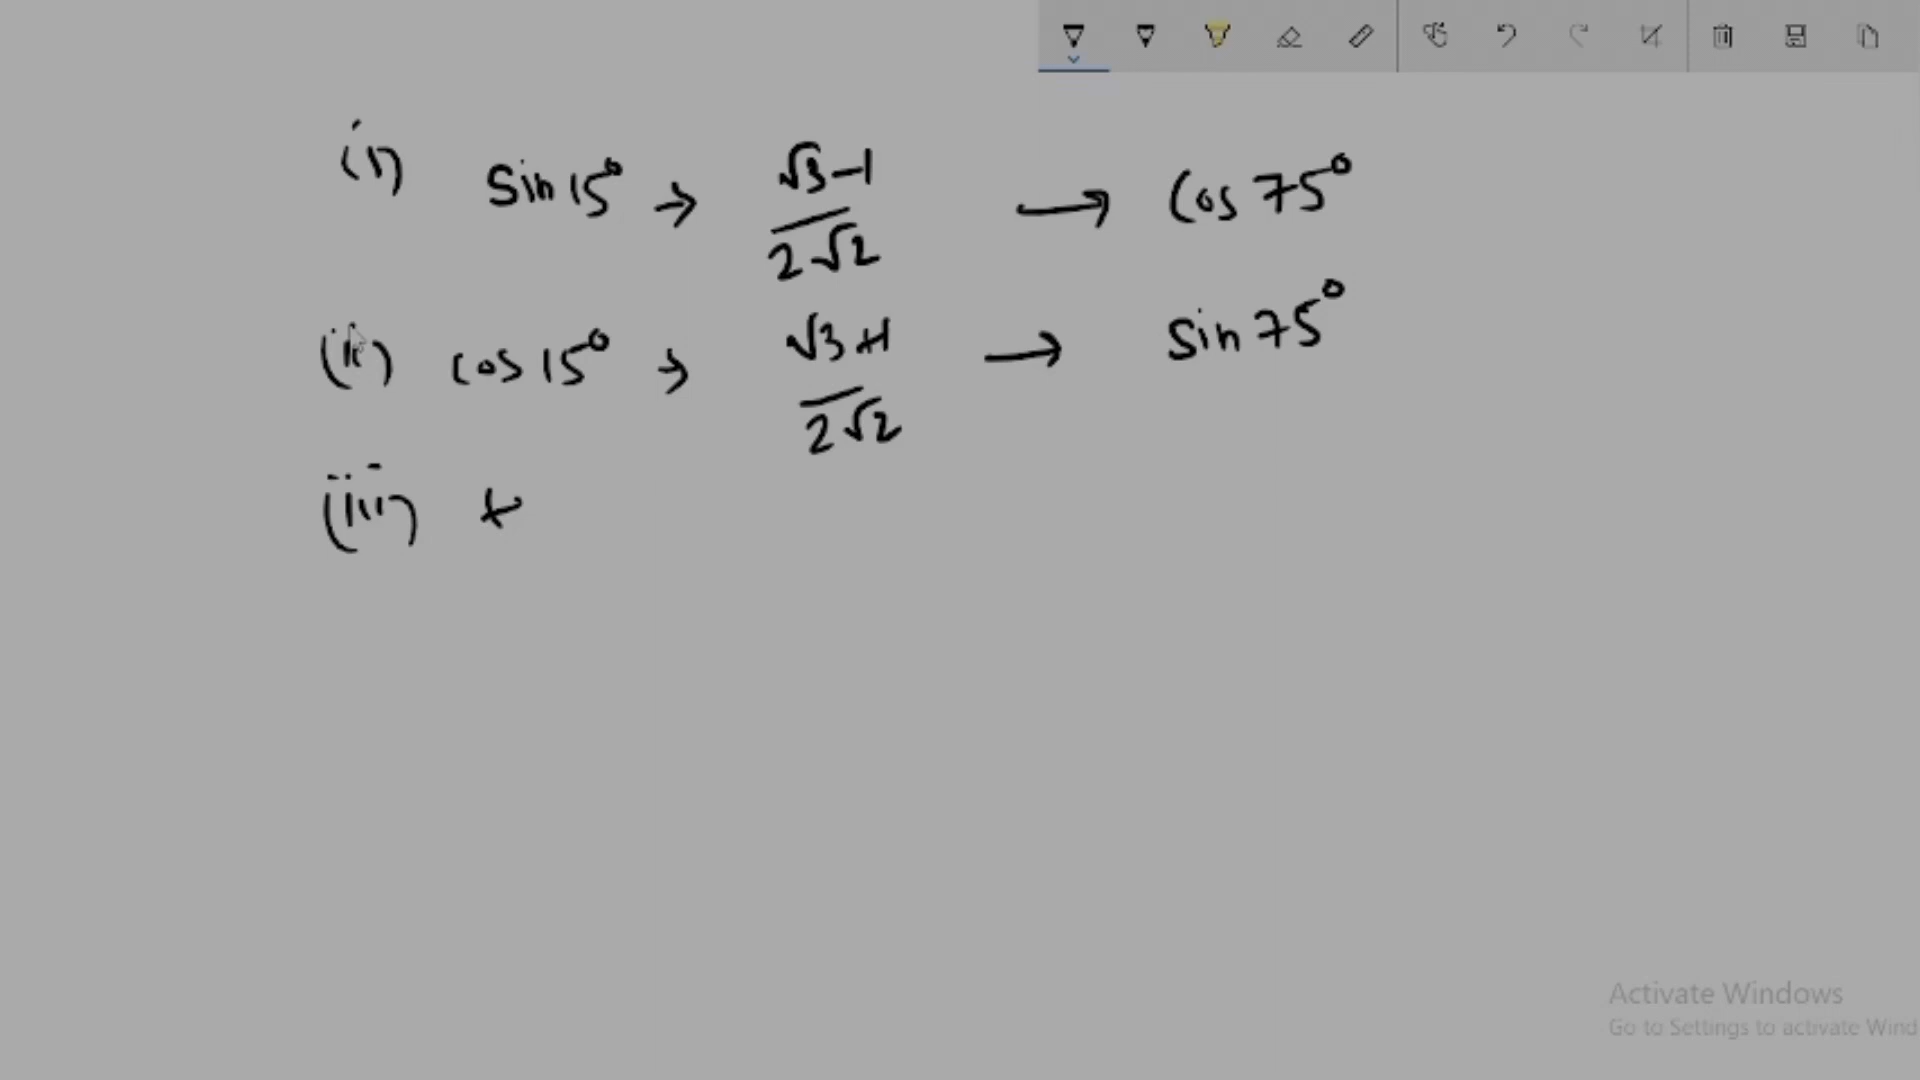 (i) Sin 15° → √3-1 / 2√2 → Cos 75°
(ii) cos 15° → √3+1 / 2√2 → Sin 75°
(iii) t
Activate Windows
Go to Settings to activate Wind